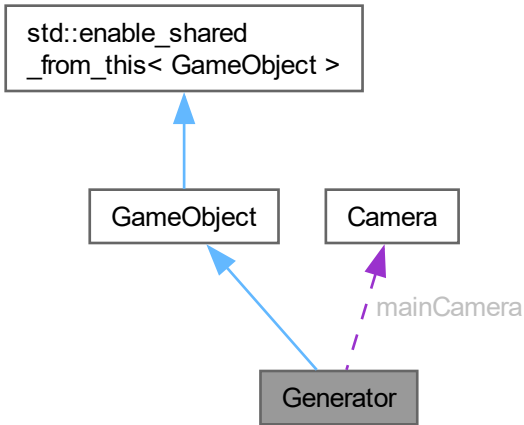 std::enable_shared
_from_this< GameObject >
GameObject
Camera
mainCamera
Generator